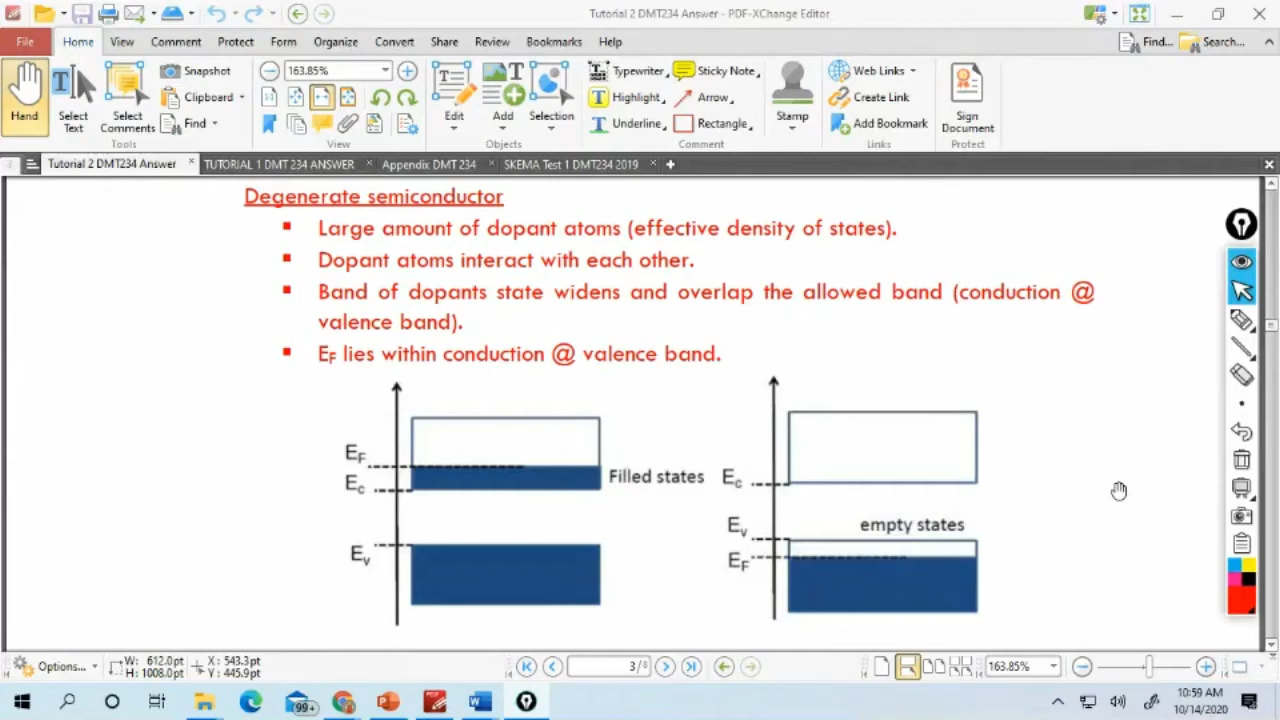 Tutorial 2 DMT234 Answer - PDF-XChange Editor
File Home View Comment Protect Form Organize Convert Share Review Bookmarks Help Find... Search...
Hand
Select Text
Select Comments
Snapshot
Clipboard
Find
Tools
163.85%
View
Edit
Add
Selection
Objects
Typewriter
Highlight
Underline
Sticky Note
Arrow
Rectangle
Stamp
Comment
Web Links
Create Link
Add Bookmark
Links
Sign Document
Protect
Tutorial 2 DMT234 Answer
TUTORIAL 1 DMT 234 ANSWER
Appendix DMT 234
SKEMA Test 1 DMT234 2019
Degenerate semiconductor
▪ Large amount of dopant atoms (effective density of states).
▪ Dopant atoms interact with each other.
▪ Band of dopants state widens and overlap the allowed band (conduction @
valence band).
▪ EF lies within conduction @ valence band.
EF
Ec
Filled states
Ev
Ec
Ev
empty states
EF
Options...
W: 612.0pt
H: 1008.0pt
X: 543.3pt
Y: 445.9pt
163.85%
99+
10:59 AM
10/14/2020